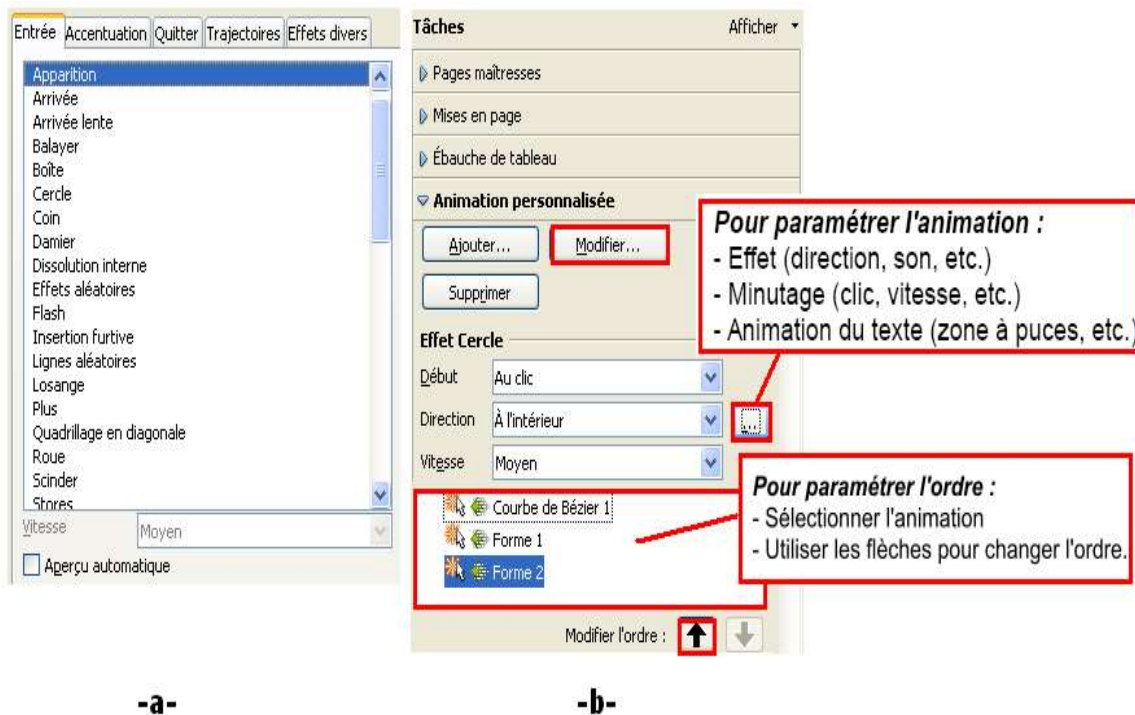 Entrée Accentuation Quitter Trajectoires Effets divers
Apparition
Arrivée
Arrivée lente
Balayer
Boîte
Cercle
Coin
Damier
Dissolution interne
Effets aléatoires
Flash
Insertion furtive
Lignes aléatoires
Losange
Plus
Quadrillage en diagonale
Roue
Scinder
Stores
Vitesse Moyen
Aperçu automatique
-a-
Tâches Afficher
Pages maîtresses
Mises en page
Ébauche de tableau
Animation personnalisée
Ajouter... Modifier...
Supprimer
Effet Cercle
Début Au clic
Direction À l'intérieur ...
Vitesse Moyen
Courbe de Bézier 1
Forme 1
Forme 2
Modifier l'ordre :
Pour paramétrer l'animation :
- Effet (direction, son, etc.)
- Minutage (clic, vitesse, etc.)
- Animation du texte (zone à puces, etc.)
Pour paramétrer l'ordre :
- Sélectionner l'animation
- Utiliser les flèches pour changer l'ordre.
-b-